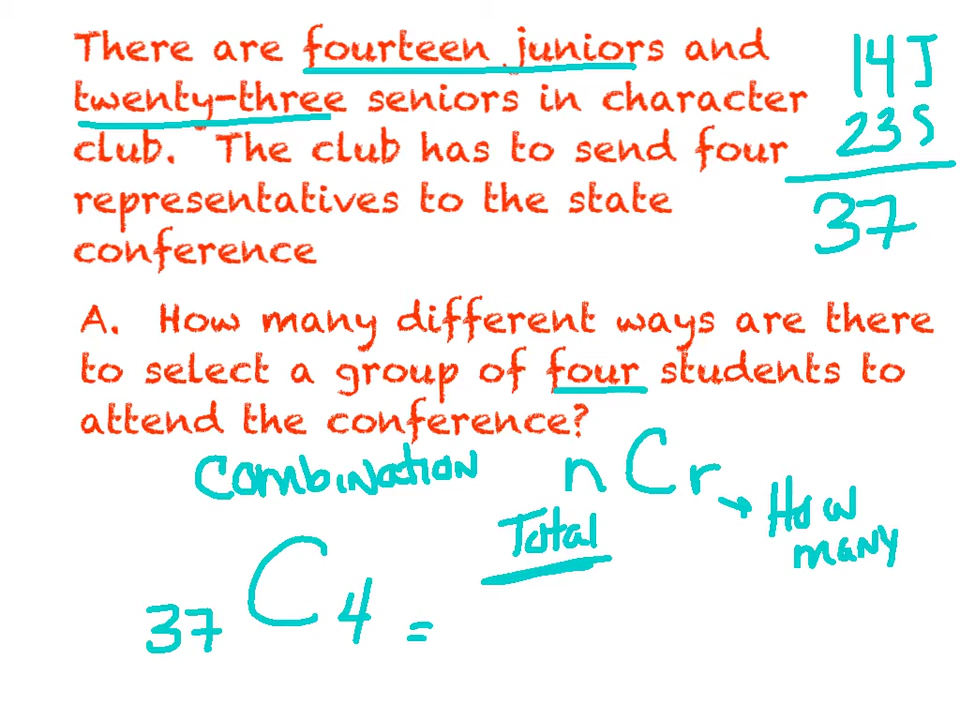 There are fourteen juniors and
twenty-three seniors in character
club. The club has to send four
representatives to the state
conference
14J
23S
37
A. How many different ways are there
to select a group of four students to
attend the conference?
Combination
nCr
Total
How
many
37C4 =